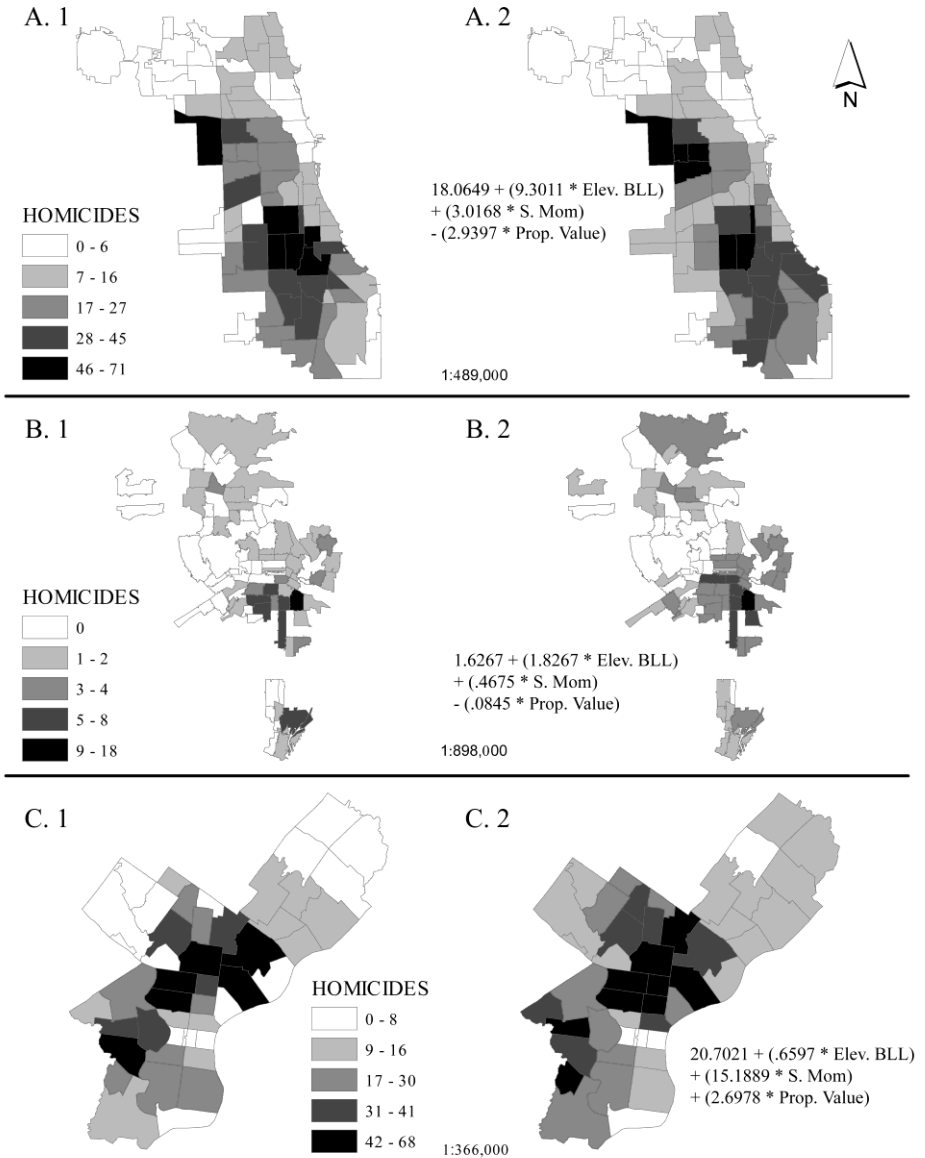 A. 1
A. 2
N
18.0649 + (9.3011 * Elev. BLL)
+ (3.0168 * S. Mom)
- (2.9397 * Prop. Value)
HOMICIDES
0 - 6
7 - 16
17 - 27
28 - 45
46 - 71
1:489,000
B. 1
B. 2
HOMICIDES
0
1 - 2
3 - 4
5 - 8
9 - 18
1.6267 + (1.8267 * Elev. BLL)
+ (.4675 * S. Mom)
- (.0845 * Prop. Value)
1:898,000
C. 1
C. 2
HOMICIDES
0 - 8
9 - 16
17 - 30
31 - 41
42 - 68
20.7021 + (.6597 * Elev. BLL)
+ (15.1889 * S. Mom)
+ (2.6978 * Prop. Value)
1:366,000